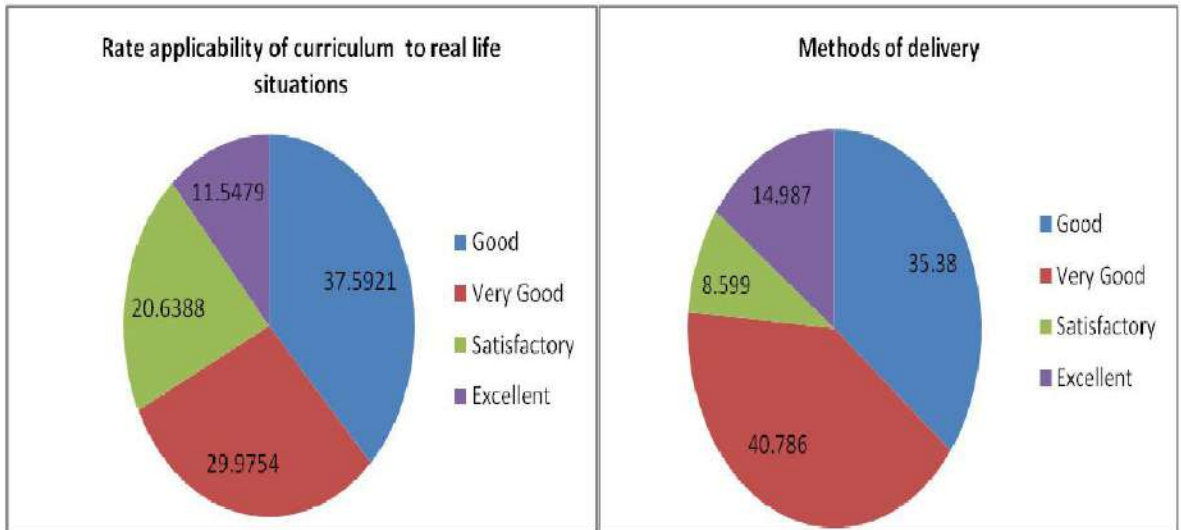 Rate applicability of curriculum to real life
situations
11.5479
37.5921
20.6388
29.9754
Good
Very Good
Satisfactory
Excellent
Methods of delivery
14.987
35.38
8.599
40.786
Good
Very Good
Satisfactory
Excellent